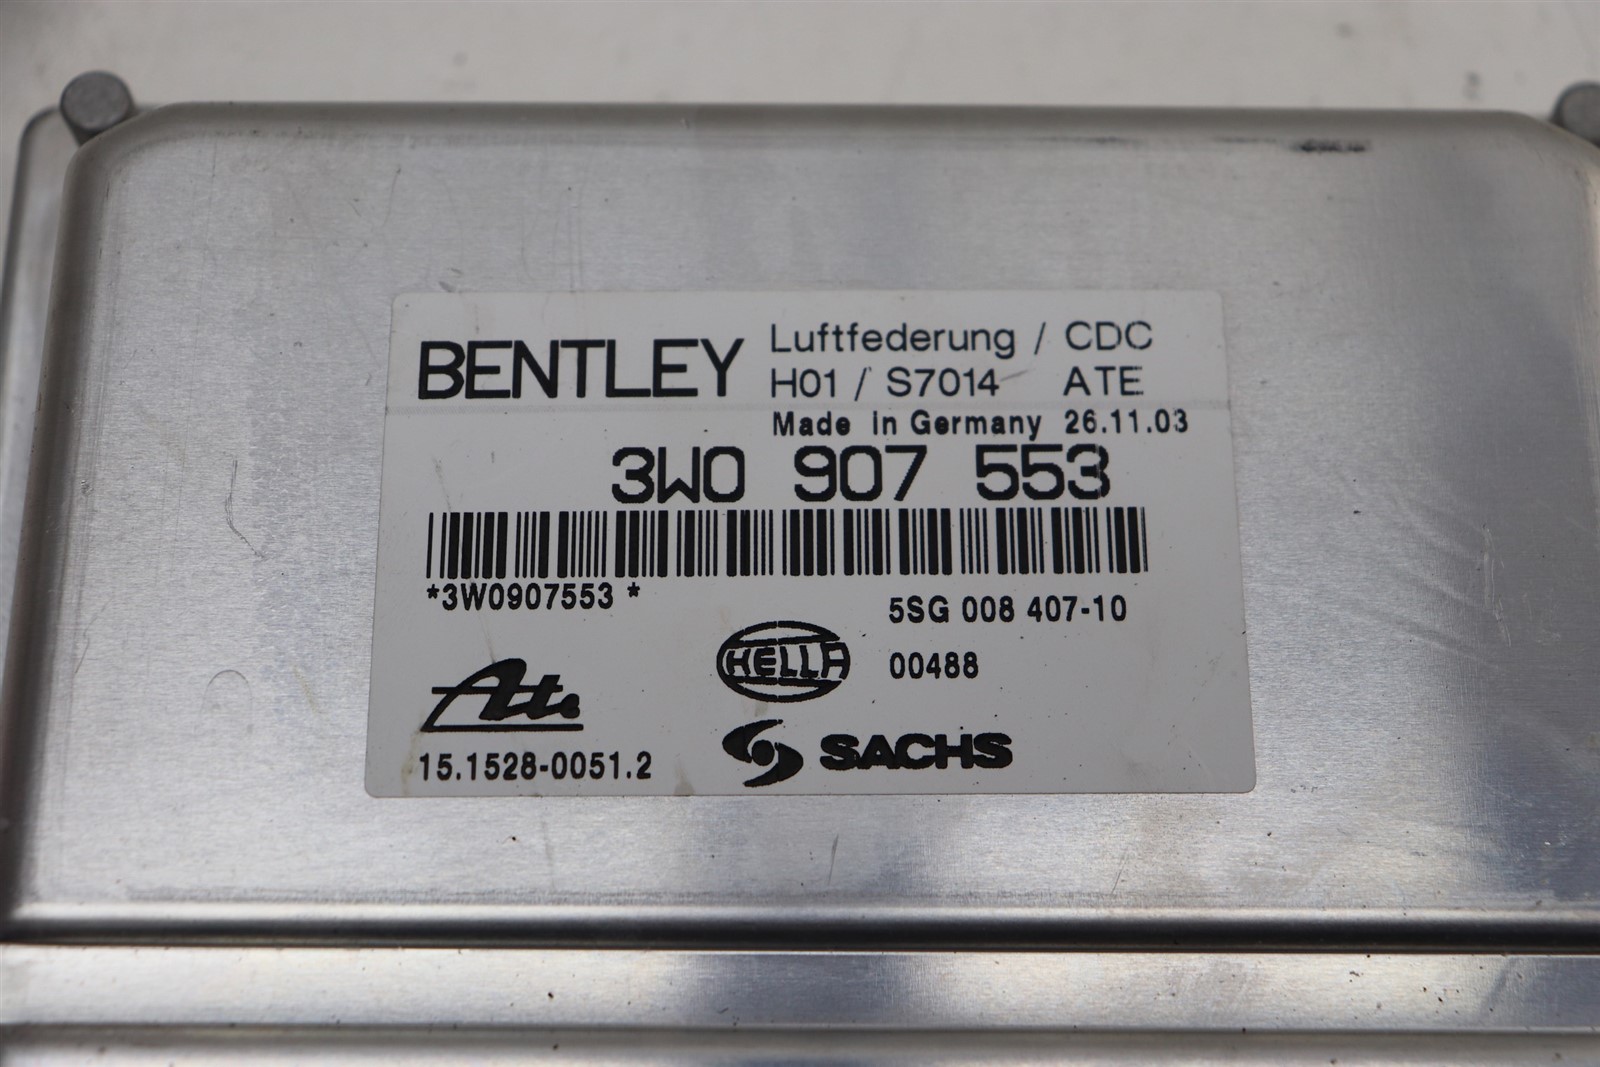 BENTLEY
Luftfederung / CDC
H01 / S7014 ATE
Made in Germany 26.11.03
3W0 907 553
*3W0907553 *
5SG 008 407-10
HELLA
00488
Ate
15.1528-0051.2
SACHS